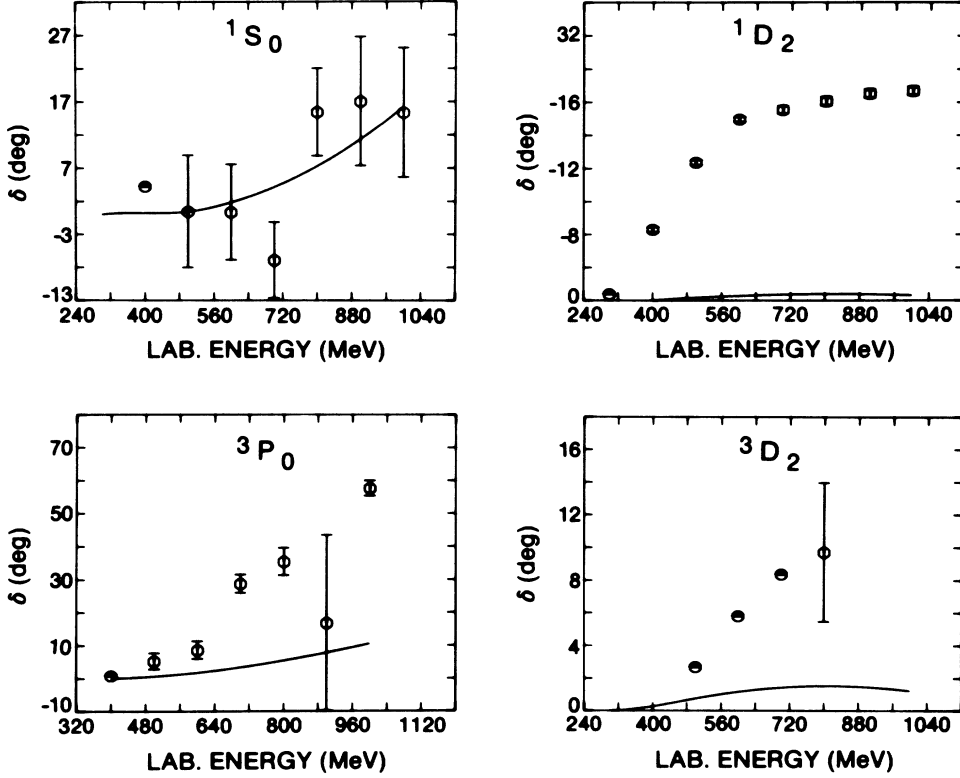 ¹S₀
δ (deg)
27
17
7
-3
-13
240 400 560 720 880 1040
LAB. ENERGY (MeV)
¹D₂
δ (deg)
32
-16
-12
-8
0
240 400 560 720 880 1040
LAB. ENERGY (MeV)
³P₀
δ (deg)
70
50
30
10
-10
320 480 640 800 960 1120
LAB. ENERGY (MeV)
³D₂
δ (deg)
16
12
8
4
0
240 400 560 720 880 1040
LAB. ENERGY (MeV)